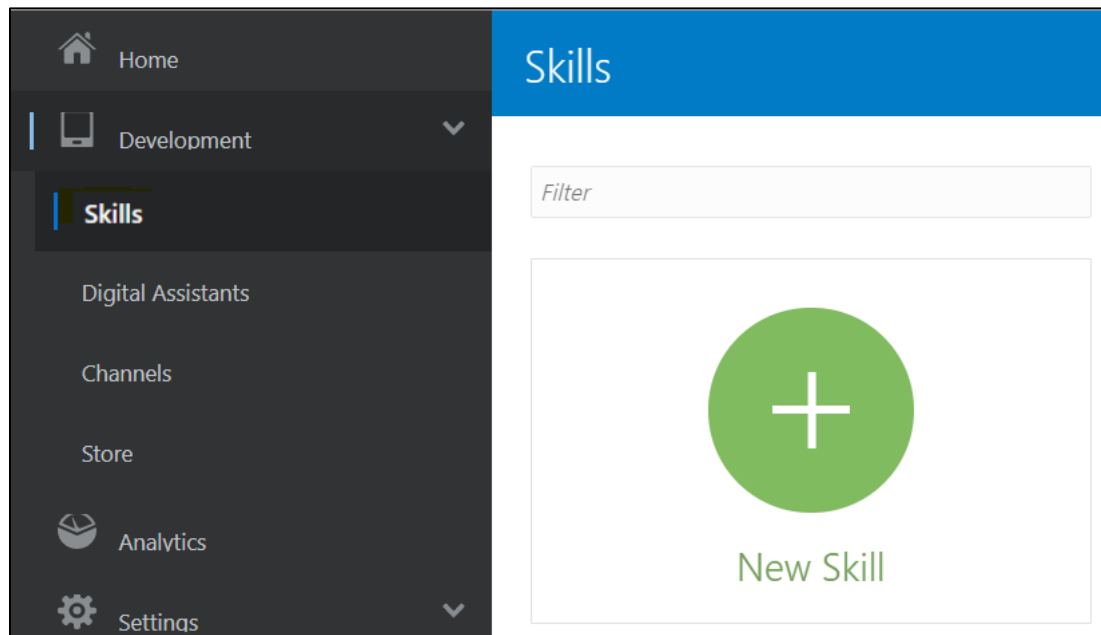 Home
Development
Skills
Digital Assistants
Channels
Store
Analytics
Settings
Skills
Filter
New Skill